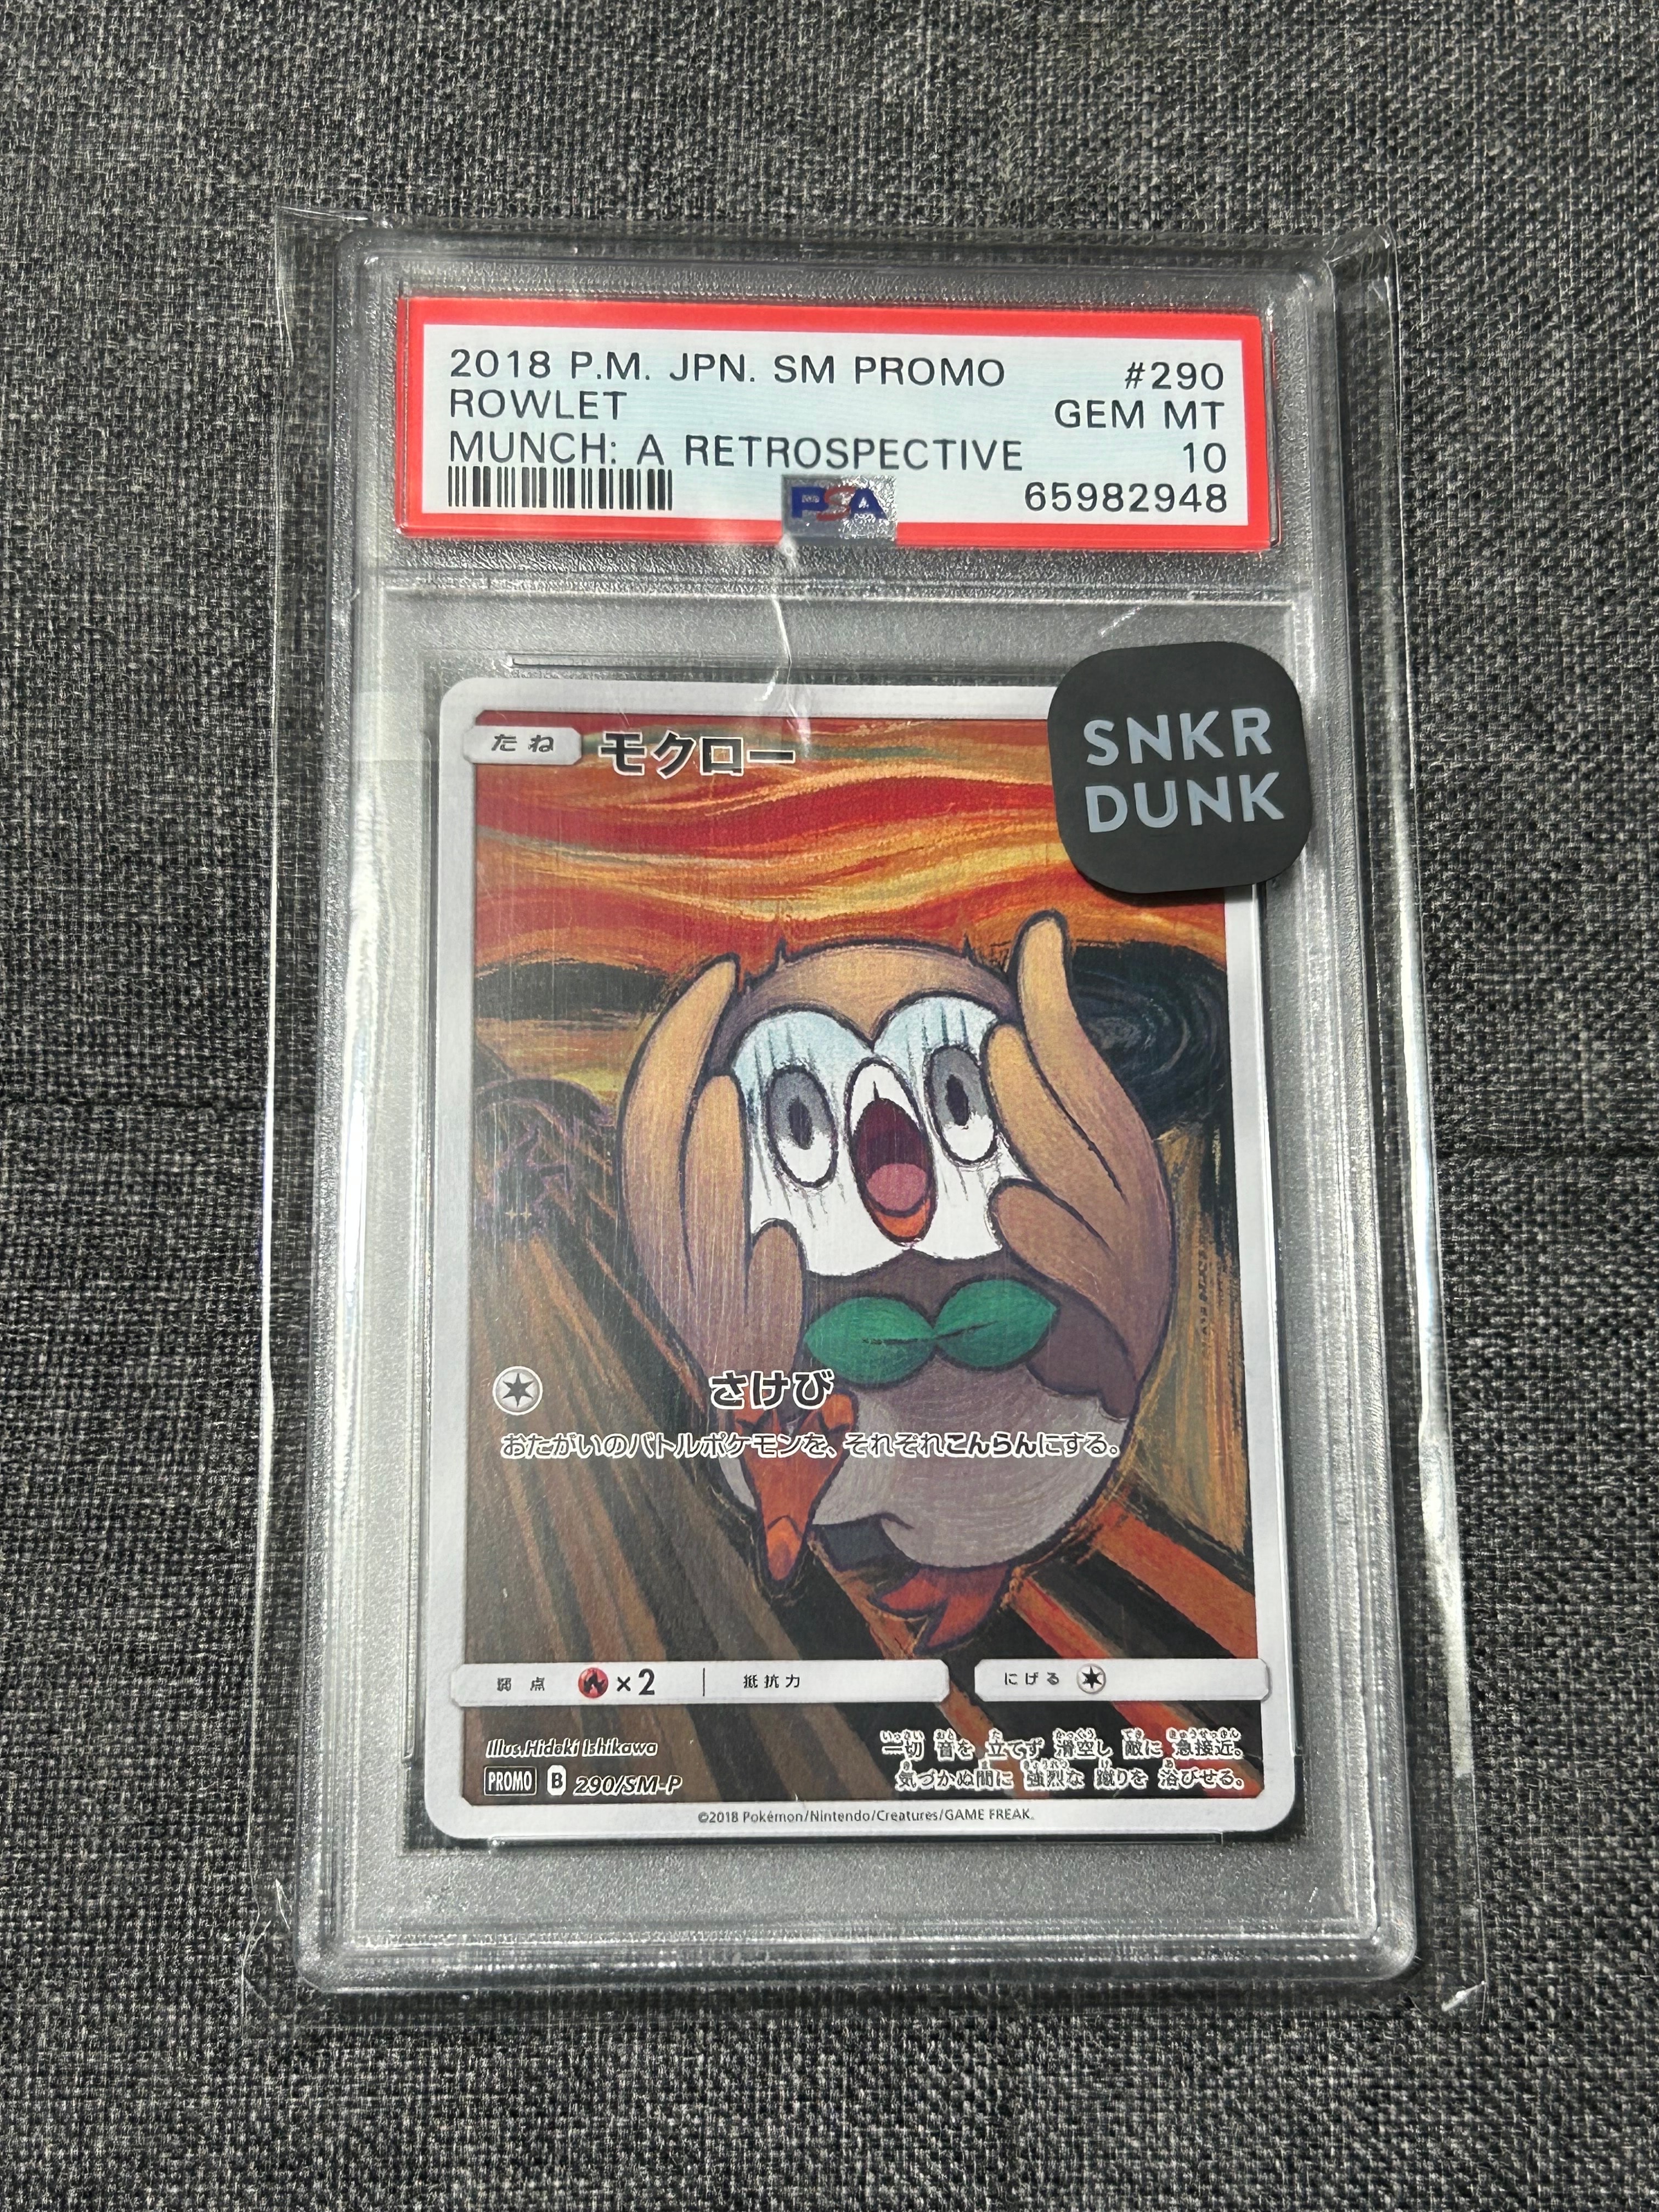 2018 P.M. JPN. SM PROMO #290
ROWLET GEM MT
MUNCH: A RETROSPECTIVE 10
PSA 65982948
SNKR
DUNK
たね モクロー
さけび
おたがいのバトルポケモンを、それぞれこんらんにする。
弱点 ×2 抵抗力 にげる
Illus.Hideki Ishikawa
一切 音を 立てず 滑空し 敵に 急接近。
気づかぬ間に 強烈な 蹴りを 浴びせる。
PROMO B 290/SM-P
©2018 Pokémon/Nintendo/Creatures/GAME FREAK.